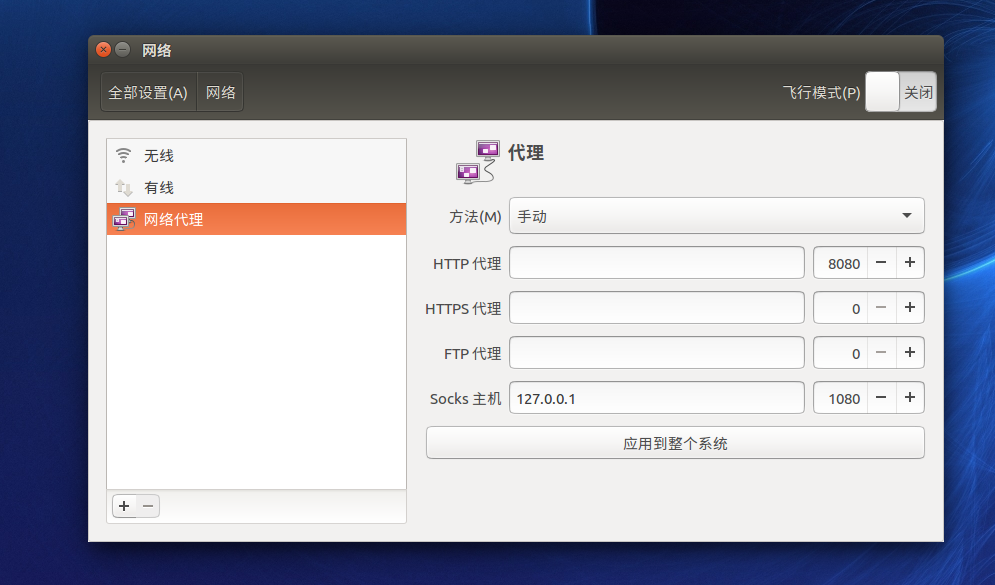 网络
全部设置(A) 网络 飞行模式(P) 关闭
无线
有线
网络代理
代理
方法(M) 手动
HTTP 代理 8080
HTTPS 代理 0
FTP 代理 0
Socks 主机 127.0.0.1 1080
应用到整个系统